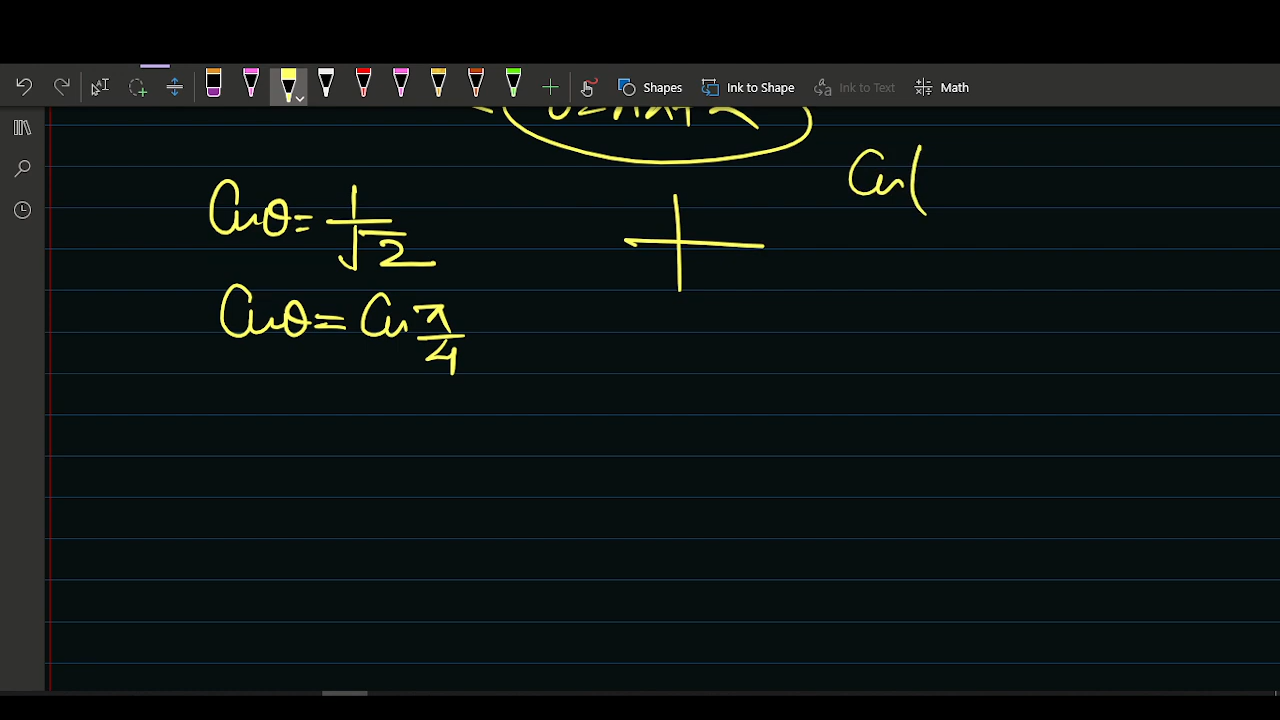 Shapes Ink to Shape Ink to Text Math
Cos(
Cosθ = 1/√2
Cosθ = Cos π/4